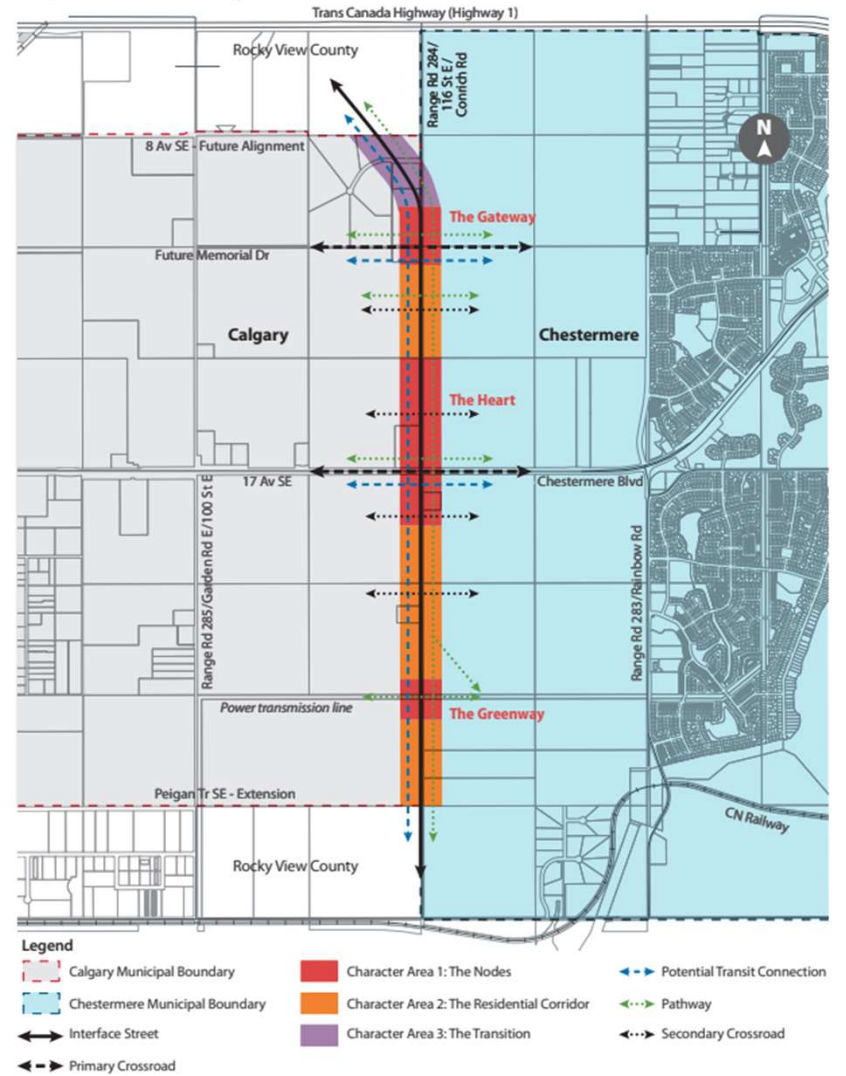 Trans Canada Highway (Highway 1)
Rocky View County
Range Rd 284/
116 St E/
Conrich Rd
N
8 Av SE - Future Alignment
The Gateway
Future Memorial Dr
Calgary
Chestermere
The Heart
17 Av SE
Chestermere Blvd
Range Rd 285/Garden Rd E/100 St E
Range Rd 283/Rainbow Rd
Power transmission line
The Greenway
Peigan Tr SE - Extension
CN Railway
Rocky View County
Legend
Calgary Municipal Boundary
Character Area 1: The Nodes
Potential Transit Connection
Chestermere Municipal Boundary
Character Area 2: The Residential Corridor
Pathway
Interface Street
Character Area 3: The Transition
Secondary Crossroad
Primary Crossroad